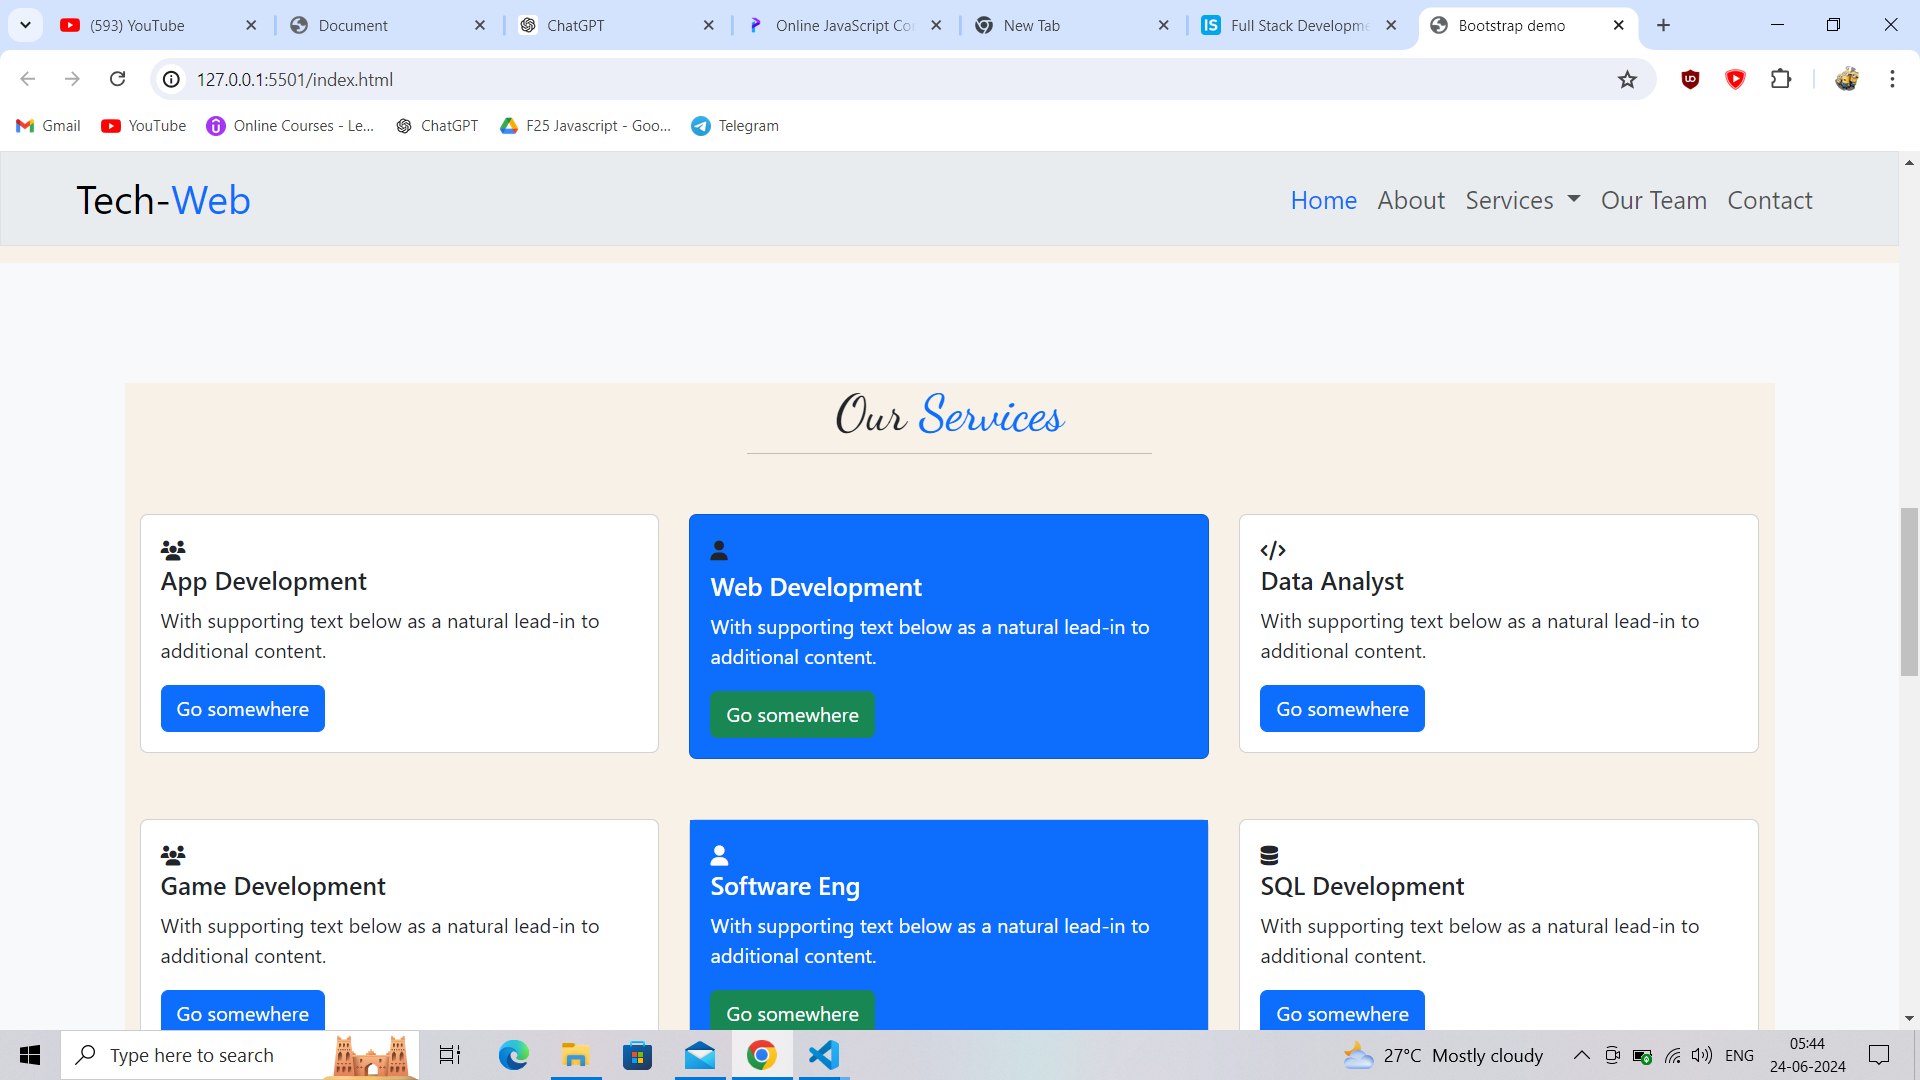 (593) YouTube
Document
ChatGPT
Online JavaScript Co
New Tab
Full Stack Developme
Bootstrap demo
127.0.0.1:5501/index.html
Gmail
YouTube
Online Courses - Le...
ChatGPT
F25 Javascript - Goo...
Telegram
Tech-Web
Home
About
Services
Our Team
Contact
Our Services
App Development
With supporting text below as a natural lead-in to
additional content.
Go somewhere
Web Development
With supporting text below as a natural lead-in to
additional content.
Go somewhere
</>
Data Analyst
With supporting text below as a natural lead-in to
additional content.
Go somewhere
Game Development
With supporting text below as a natural lead-in to
additional content.
Go somewhere
Software Eng
With supporting text below as a natural lead-in to
additional content.
Go somewhere
SQL Development
With supporting text below as a natural lead-in to
additional content.
Go somewhere
Type here to search
27°C Mostly cloudy
ENG
05:44
24-06-2024